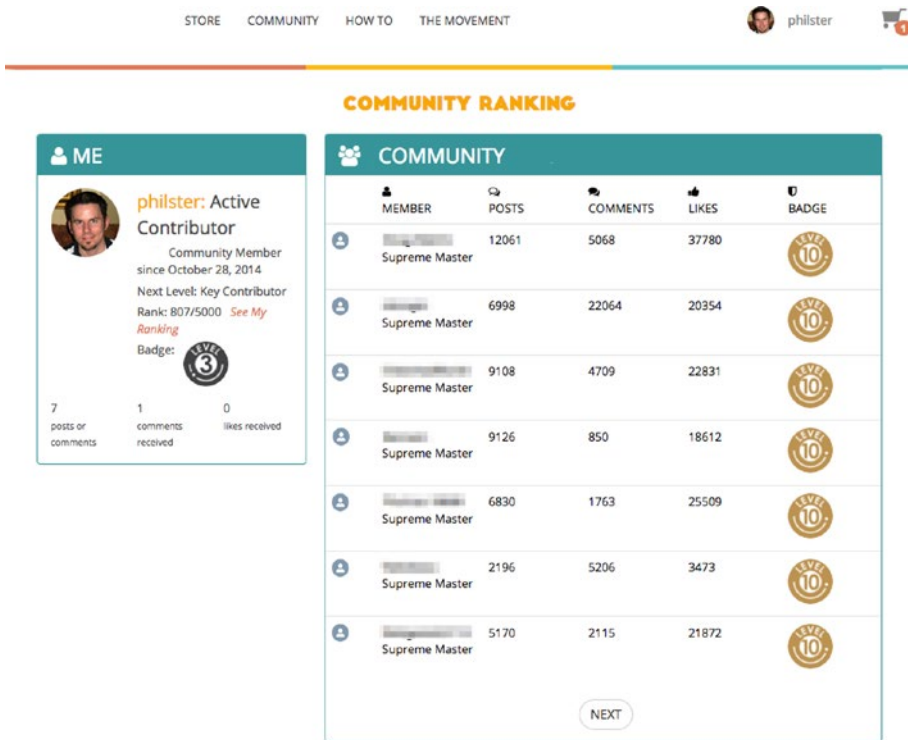 STORE COMMUNITY HOW TO THE MOVEMENT philster 1
COMMUNITY RANKING
ME
philster: Active
Contributor
Community Member
since October 28, 2014
Next Level: Key Contributor
Rank: 807/5000 See My
Ranking
Badge: LEVEL 3
7 1 0
posts or comments likes received
comments received
COMMUNITY
MEMBER POSTS COMMENTS LIKES BADGE
12061 5068 37780 LEVEL 10
Supreme Master
6998 22064 20354 LEVEL 10
Supreme Master
9108 4709 22831 LEVEL 10
Supreme Master
9126 850 18612 LEVEL 10
Supreme Master
6830 1763 25509 LEVEL 10
Supreme Master
2196 5206 3473 LEVEL 10
Supreme Master
5170 2115 21872 LEVEL 10
Supreme Master
NEXT